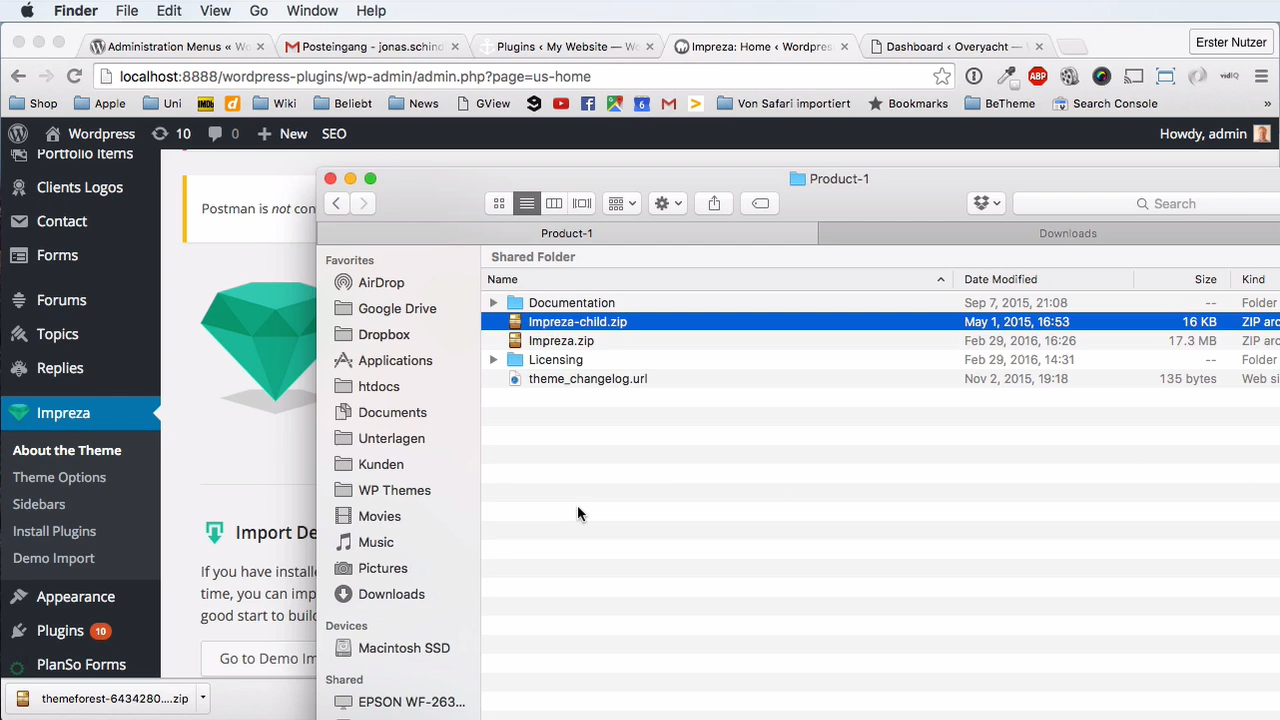 Finder File Edit View Go Window Help
Administration Menus « W
Posteingang - jonas.schind
Plugins ‹ My Website — Wo
Impreza: Home ‹ Wordpres
Dashboard ‹ Overyacht — 
Erster Nutzer
localhost:8888/wordpress-plugins/wp-admin/admin.php?page=us-home
ABP
vidIQ
Shop Apple Uni IMDb d Wiki Beliebt News GView 9 6 Von Safari importiert Bookmarks BeTheme Search Console »
Wordpress 10 0 New SEO
Howdy, admin
Portfolio Items
Clients Logos
Contact
Forms
Forums
Topics
Replies
Impreza
About the Theme
Theme Options
Sidebars
Install Plugins
Demo Import
Appearance
Plugins 10
PlanSo Forms
Postman is not con
Import De
If you have installe
time, you can imp
good start to build
Go to Demo Im
themeforest-6434280....zip
Product-1
Search
Product-1
Downloads
Favorites
AirDrop
Google Drive
Dropbox
Applications
htdocs
Documents
Unterlagen
Kunden
WP Themes
Movies
Music
Pictures
Downloads
Devices
Macintosh SSD
Shared
EPSON WF-263...
Shared Folder
Name Date Modified Size Kind
Documentation Sep 7, 2015, 21:08 -- Folder
Impreza-child.zip May 1, 2015, 16:53 16 KB ZIP arc
Impreza.zip Feb 29, 2016, 16:26 17.3 MB ZIP arc
Licensing Feb 29, 2016, 14:31 -- Folder
theme_changelog.url Nov 2, 2015, 19:18 135 bytes Web si